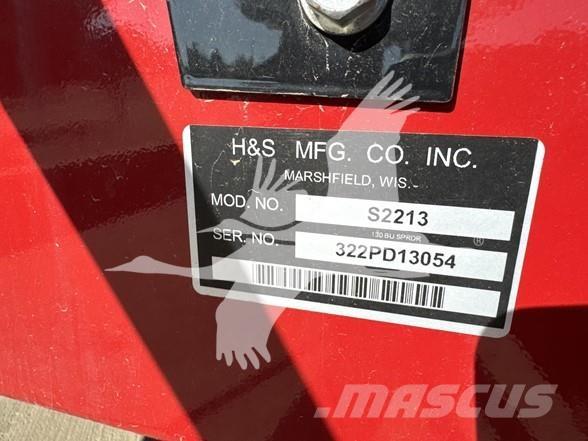 H&S MFG. CO. INC.
MARSHFIELD, WIS.
MOD. NO. S2213
130 BU SPRDR
SER. NO. 322PD13054
®
MASCUS